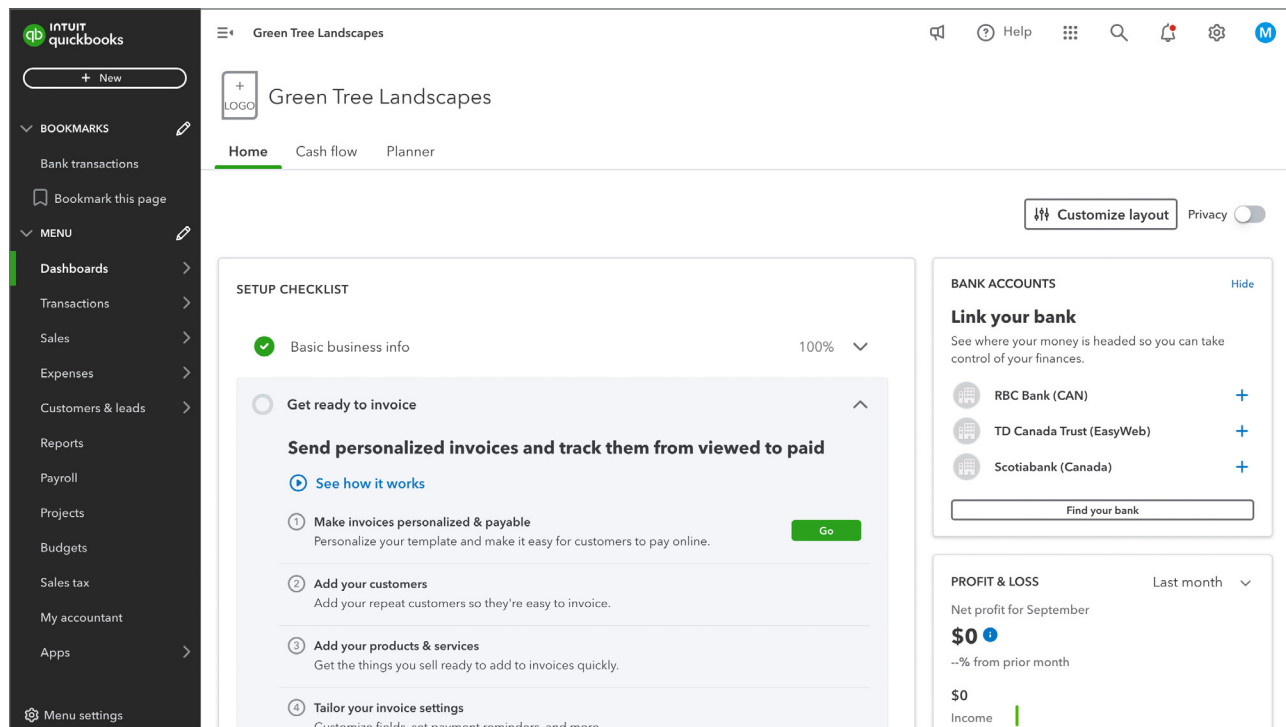 INTUIT
quickbooks
+ New
BOOKMARKS
Bank transactions
Bookmark this page
MENU
Dashboards
Transactions
Sales
Expenses
Customers & leads
Reports
Payroll
Projects
Budgets
Sales tax
My accountant
Apps
Menu settings
Green Tree Landscapes
Help
M
+
LOGO
Green Tree Landscapes
Home Cash flow Planner
Customize layout Privacy
SETUP CHECKLIST
Basic business info 100%
Get ready to invoice
Send personalized invoices and track them from viewed to paid
See how it works
1 Make invoices personalized & payable
Personalize your template and make it easy for customers to pay online.
Go
2 Add your customers
Add your repeat customers so they're easy to invoice.
3 Add your products & services
Get the things you sell ready to add to invoices quickly.
4 Tailor your invoice settings
Customize fields, set payment reminders, and more.
BANK ACCOUNTS Hide
Link your bank
See where your money is headed so you can take
control of your finances.
RBC Bank (CAN) +
TD Canada Trust (EasyWeb) +
Scotiabank (Canada) +
Find your bank
PROFIT & LOSS Last month
Net profit for September
$0
--% from prior month
$0
Income